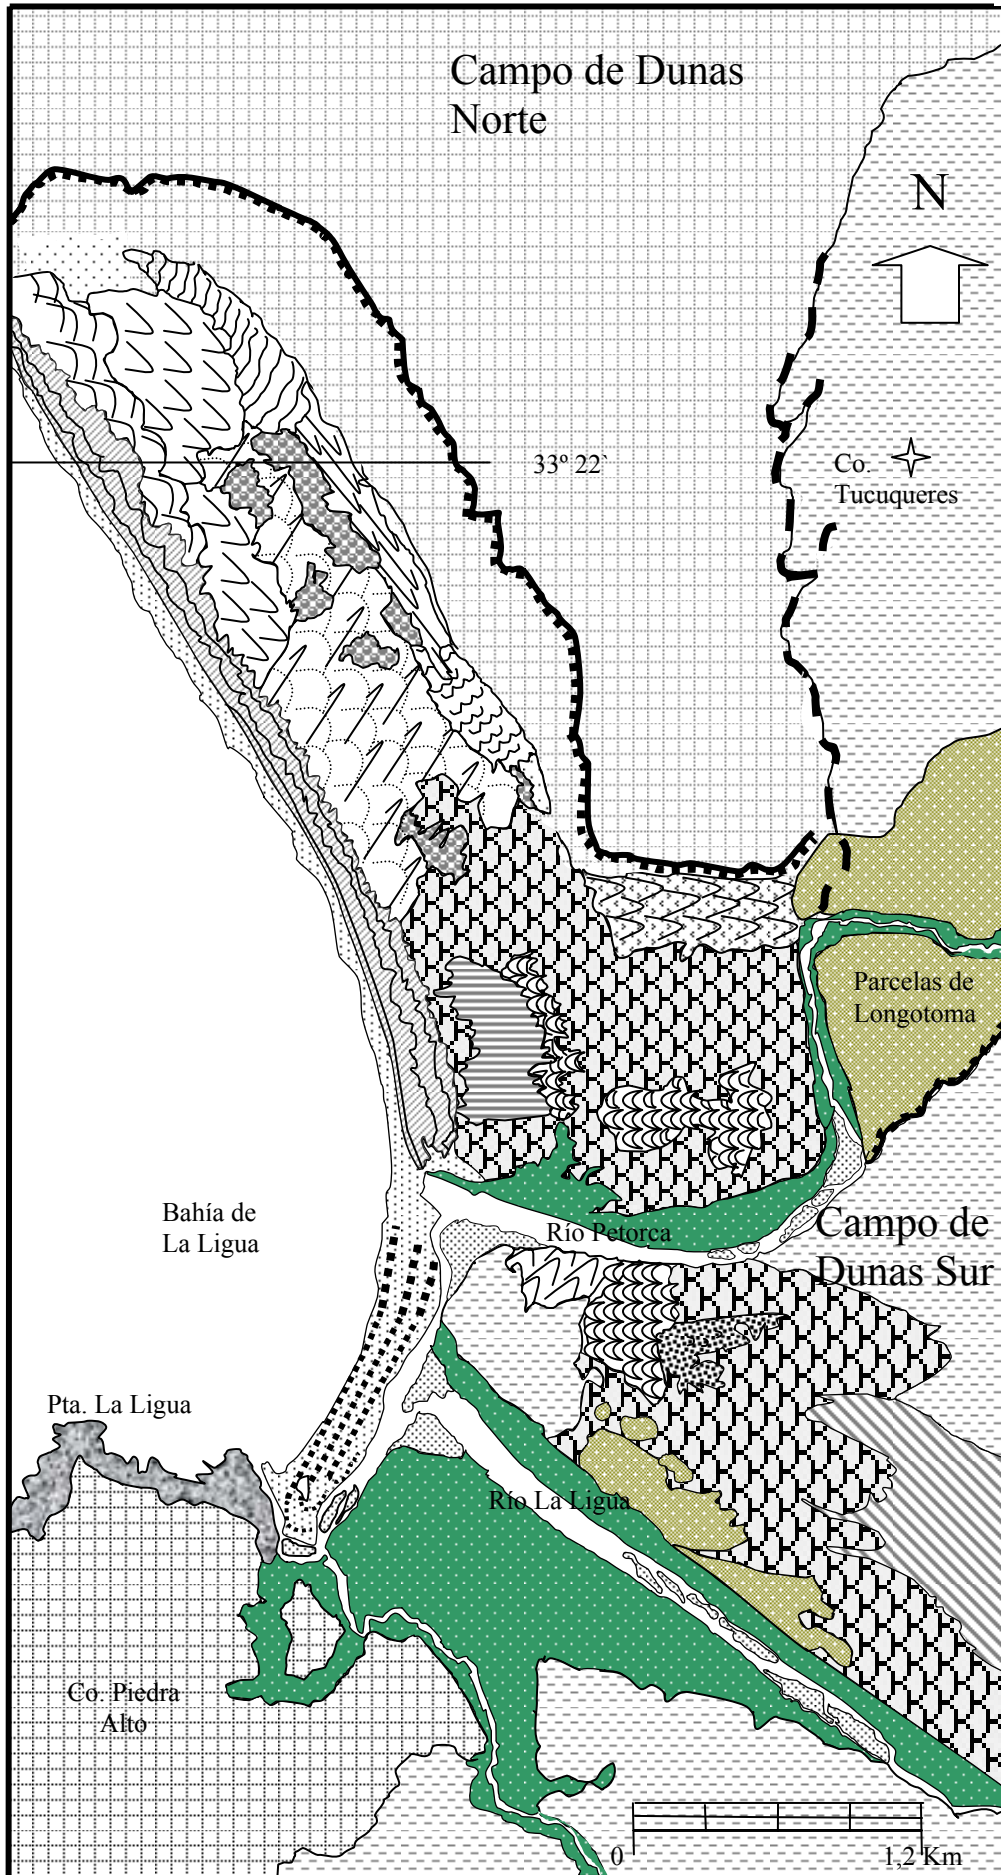 Campo de Dunas
Norte
N
33º 22`
Co.
Tucuqueres
Parcelas de
Longotoma
Bahía de
La Ligua
Río Petorca
Campo de
Dunas Sur
Pta. La Ligua
Río La Ligua
Co. Piedra
Alto
0
1,2 Km